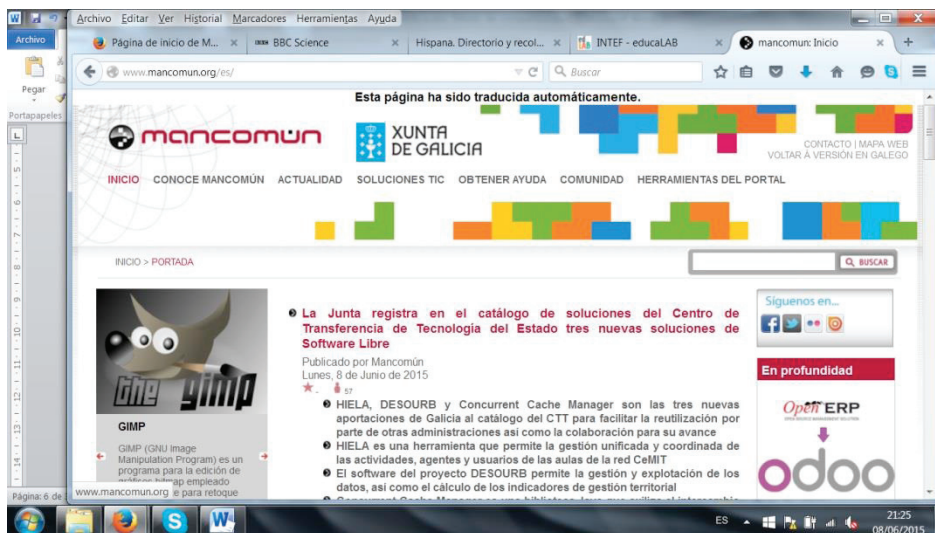 Archivo Editar Ver Historial Marcadores Herramientas Ayuda
Archivo
Página de inicio de M...
BBC Science
Hispana. Directorio y recol...
INTEF - educaLAB
mancomun: Inicio
www.mancomun.org/es/
Buscar
Pegar
Portapapeles
Esta página ha sido traducida automáticamente.
mancomun
XUNTA
DE GALICIA
CONTACTO | MAPA WEB
VOLTAR Á VERSIÓN EN GALEGO
INICIO CONOCE MANCOMÚN ACTUALIDAD SOLUCIONES TIC OBTENER AYUDA COMUNIDAD HERRAMIENTAS DEL PORTAL
INICIO > PORTADA
BUSCAR
the gimp
GIMP
GIMP (GNU Image
Manipulation Program) es un
programa para la edición de
gráficos bitmap empleado
e para retoque
La Junta registra en el catálogo de soluciones del Centro de
Transferencia de Tecnología del Estado tres nuevas soluciones de
Software Libre
Publicado por Mancomún
Lunes, 8 de Junio de 2015
57
HIELA, DESOURB y Concurrent Cache Manager son las tres nuevas
aportaciones de Galicia al catálogo del CTT para facilitar la reutilización por
parte de otras administraciones así como la colaboración para su avance
HIELA es una herramienta que permite la gestión unificada y coordinada de
las actividades, agentes y usuarios de las aulas de la red CeMIT
El software del proyecto DESOURB permite la gestión y explotación de los
datos, así como el cálculo de los indicadores de gestión territorial
Síguenos en...
En profundidad
Open ERP
odoo
Página: 6 de
www.mancomun.org
ES
21:25
08/06/2015